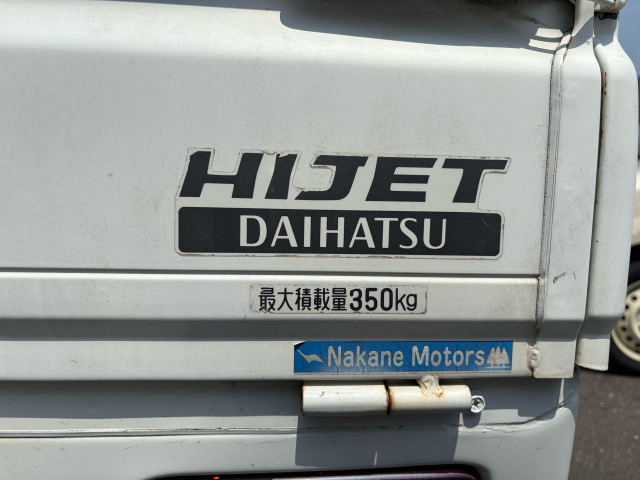 HIJET
DAIHATSU
最大積載量350kg
Nakane Motors